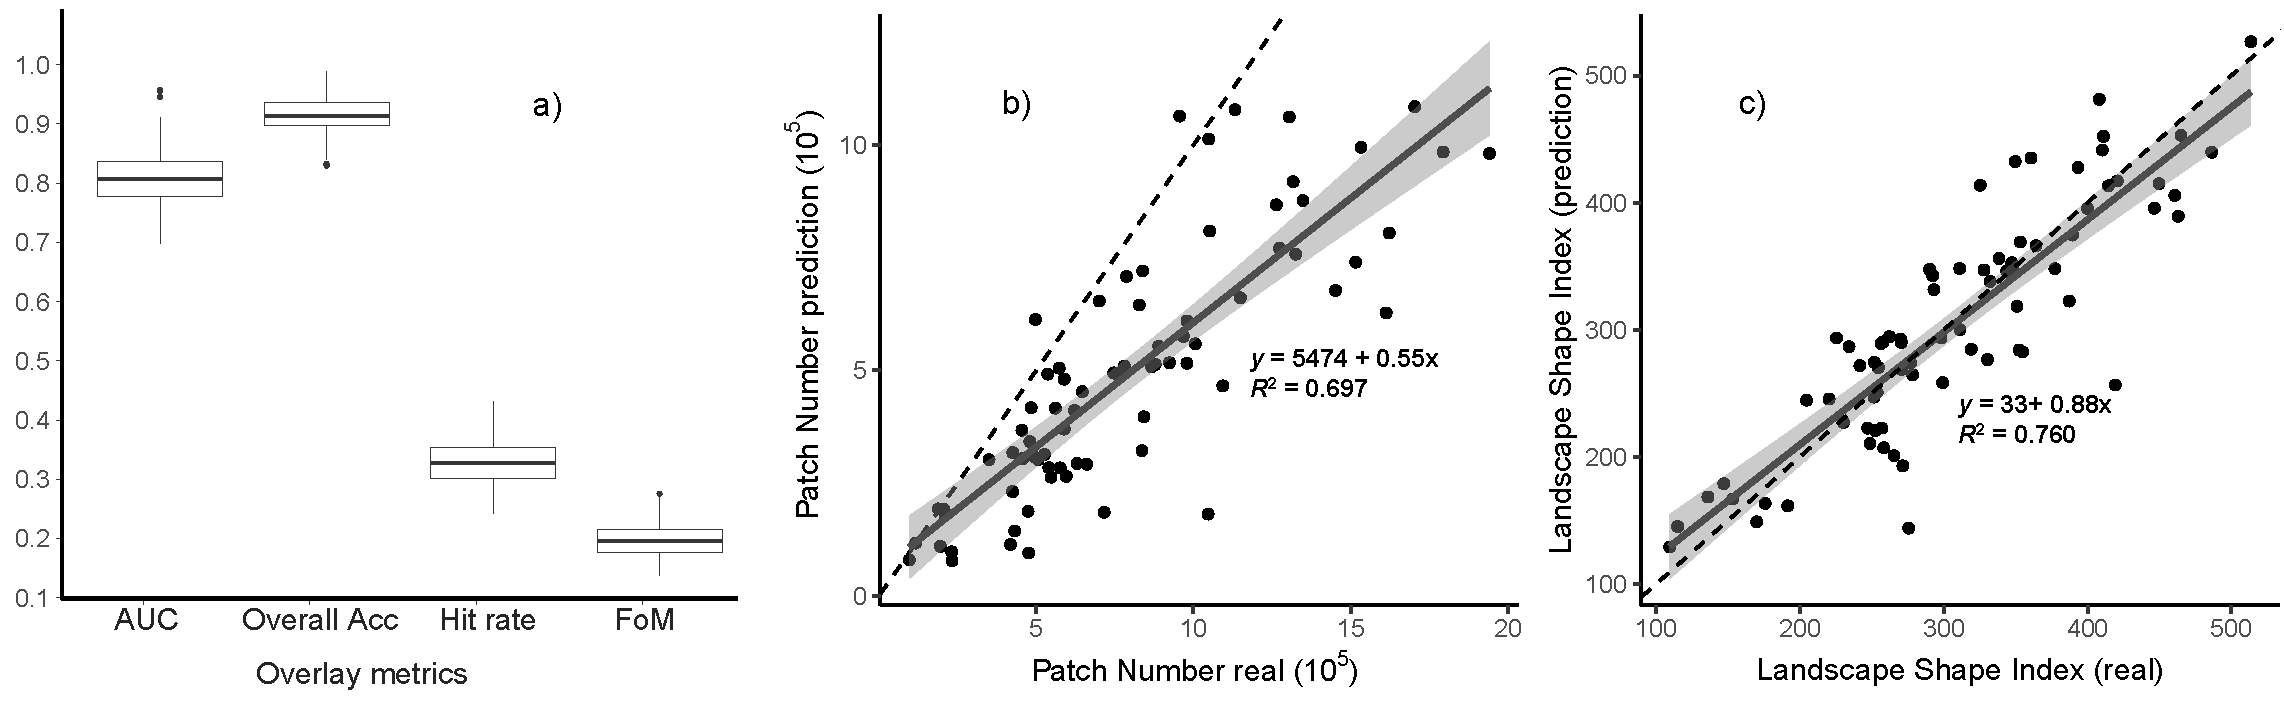 a)
1.0
0.9
0.8
0.7
0.6
0.5
0.4
0.3
0.2
0.1
AUC Overall Acc Hit rate FoM
Overlay metrics
b)
Patch Number prediction (10⁵)
10
5
0
y = 5474 + 0.55x
R² = 0.697
5 10 15 20
Patch Number real (10⁵)
c)
Landscape Shape Index (prediction)
500
400
300
200
100
y = 33+ 0.88x
R² = 0.760
100 200 300 400 500
Landscape Shape Index (real)